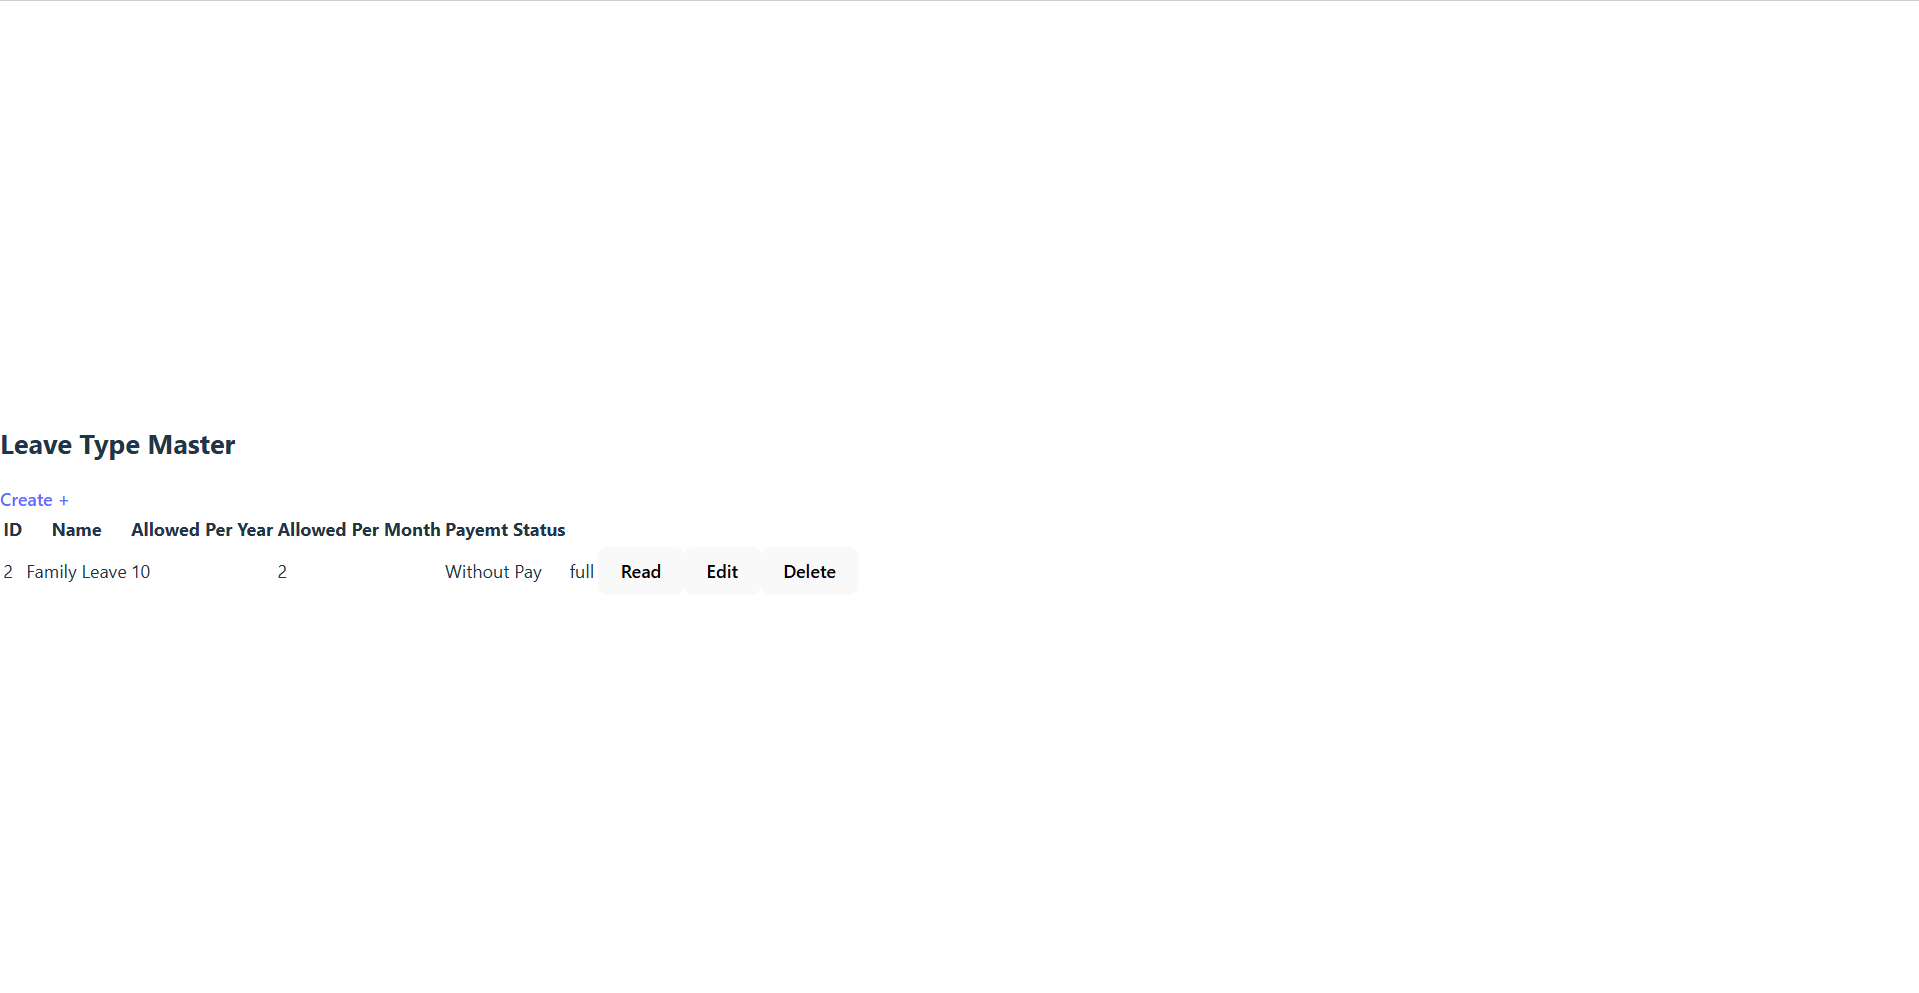 Leave Type Master
Create +
ID Name Allowed Per Year Allowed Per Month Payemt Status
2 Family Leave 10 2 Without Pay full Read Edit Delete